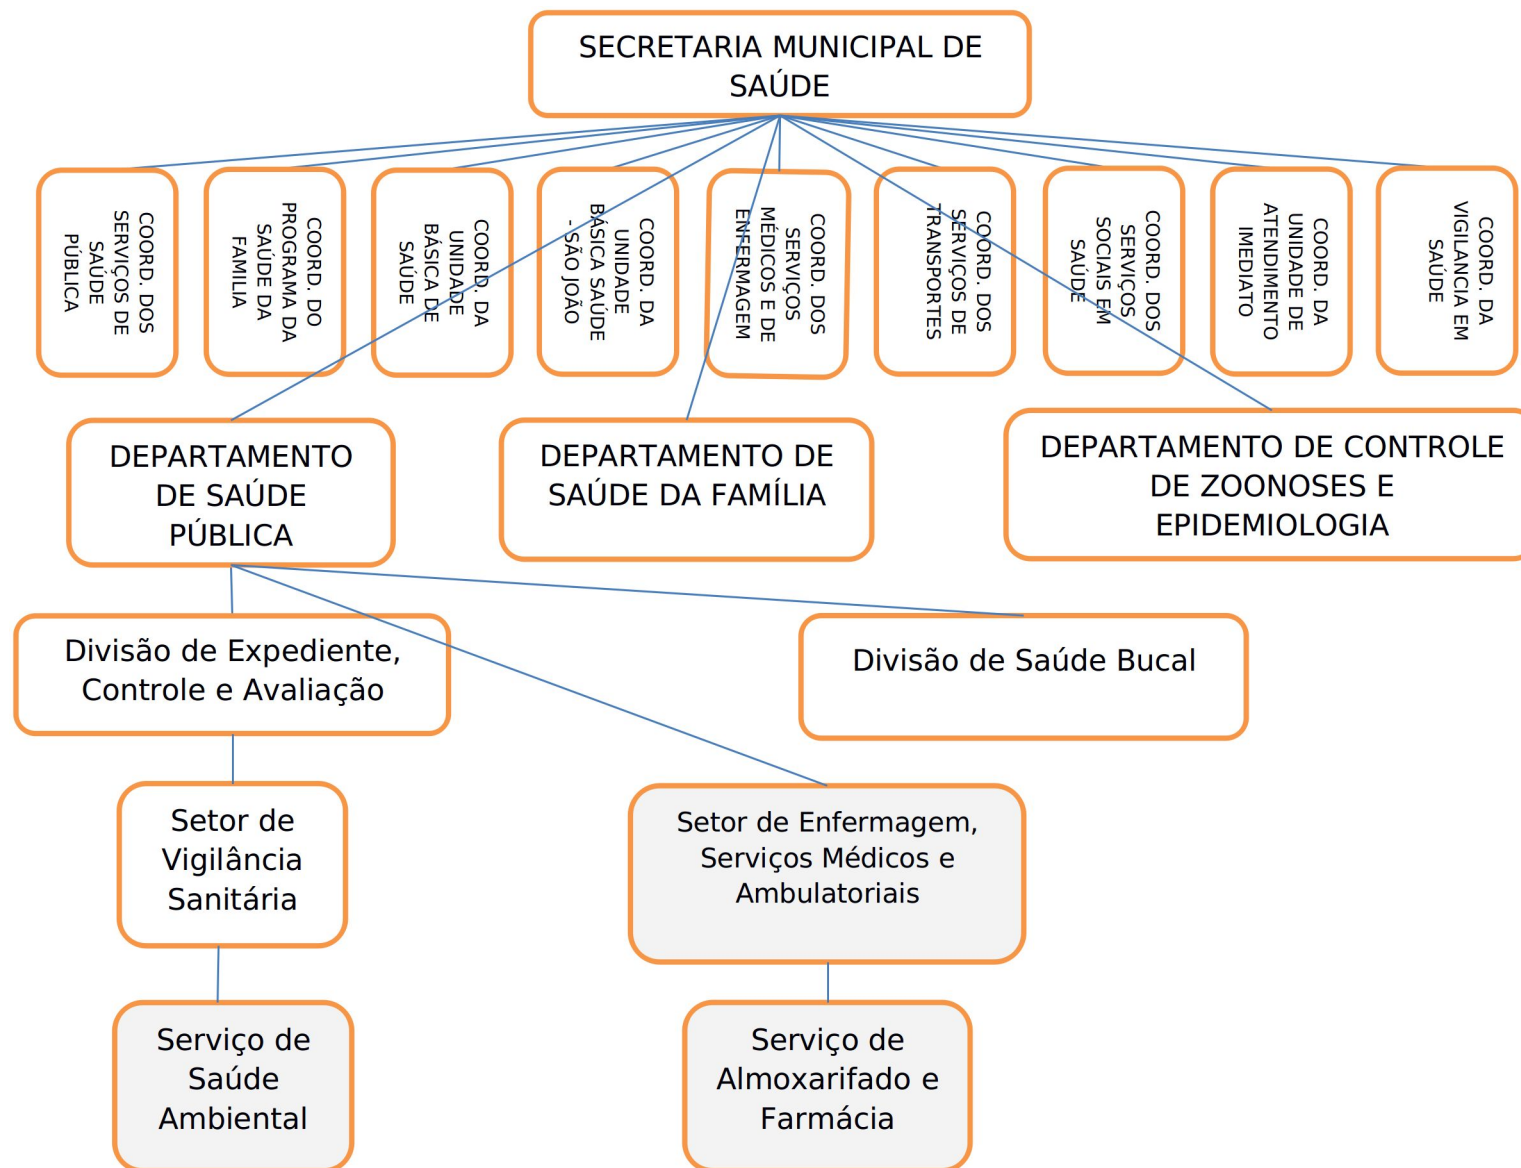 SECRETARIA MUNICIPAL DE
SAÚDE
COORD. DOS
SERVIÇOS DE
SAÚDE
PÚBLICA
COORD. DO
PROGRAMA DA
SAÚDE DA
FAMILIA
COORD. DA
UNIDADE
BÁSICA DE
SAÚDE
COORD. DA
UNIDADE
BÁSICA SAÚDE
- SÃO JOÃO
COORD. DOS
SERVIÇOS
MÉDICOS E DE
ENFERMAGEM
COORD. DOS
SERVIÇOS DE
TRANSPORTES
COORD. DOS
SERVIÇOS
SOCIAIS EM
SAÚDE
COORD. DA
UNIDADE DE
ATENDIMENTO
IMEDIATO
COORD. DA
VIGILANCIA EM
SAÚDE
DEPARTAMENTO
DE SAÚDE
PÚBLICA
DEPARTAMENTO DE
SAÚDE DA FAMÍLIA
DEPARTAMENTO DE CONTROLE
DE ZOONOSES E
EPIDEMIOLOGIA
Divisão de Expediente,
Controle e Avaliação
Divisão de Saúde Bucal
Setor de
Vigilância
Sanitária
Setor de Enfermagem,
Serviços Médicos e
Ambulatoriais
Serviço de
Saúde
Ambiental
Serviço de
Almoxarifado e
Farmácia